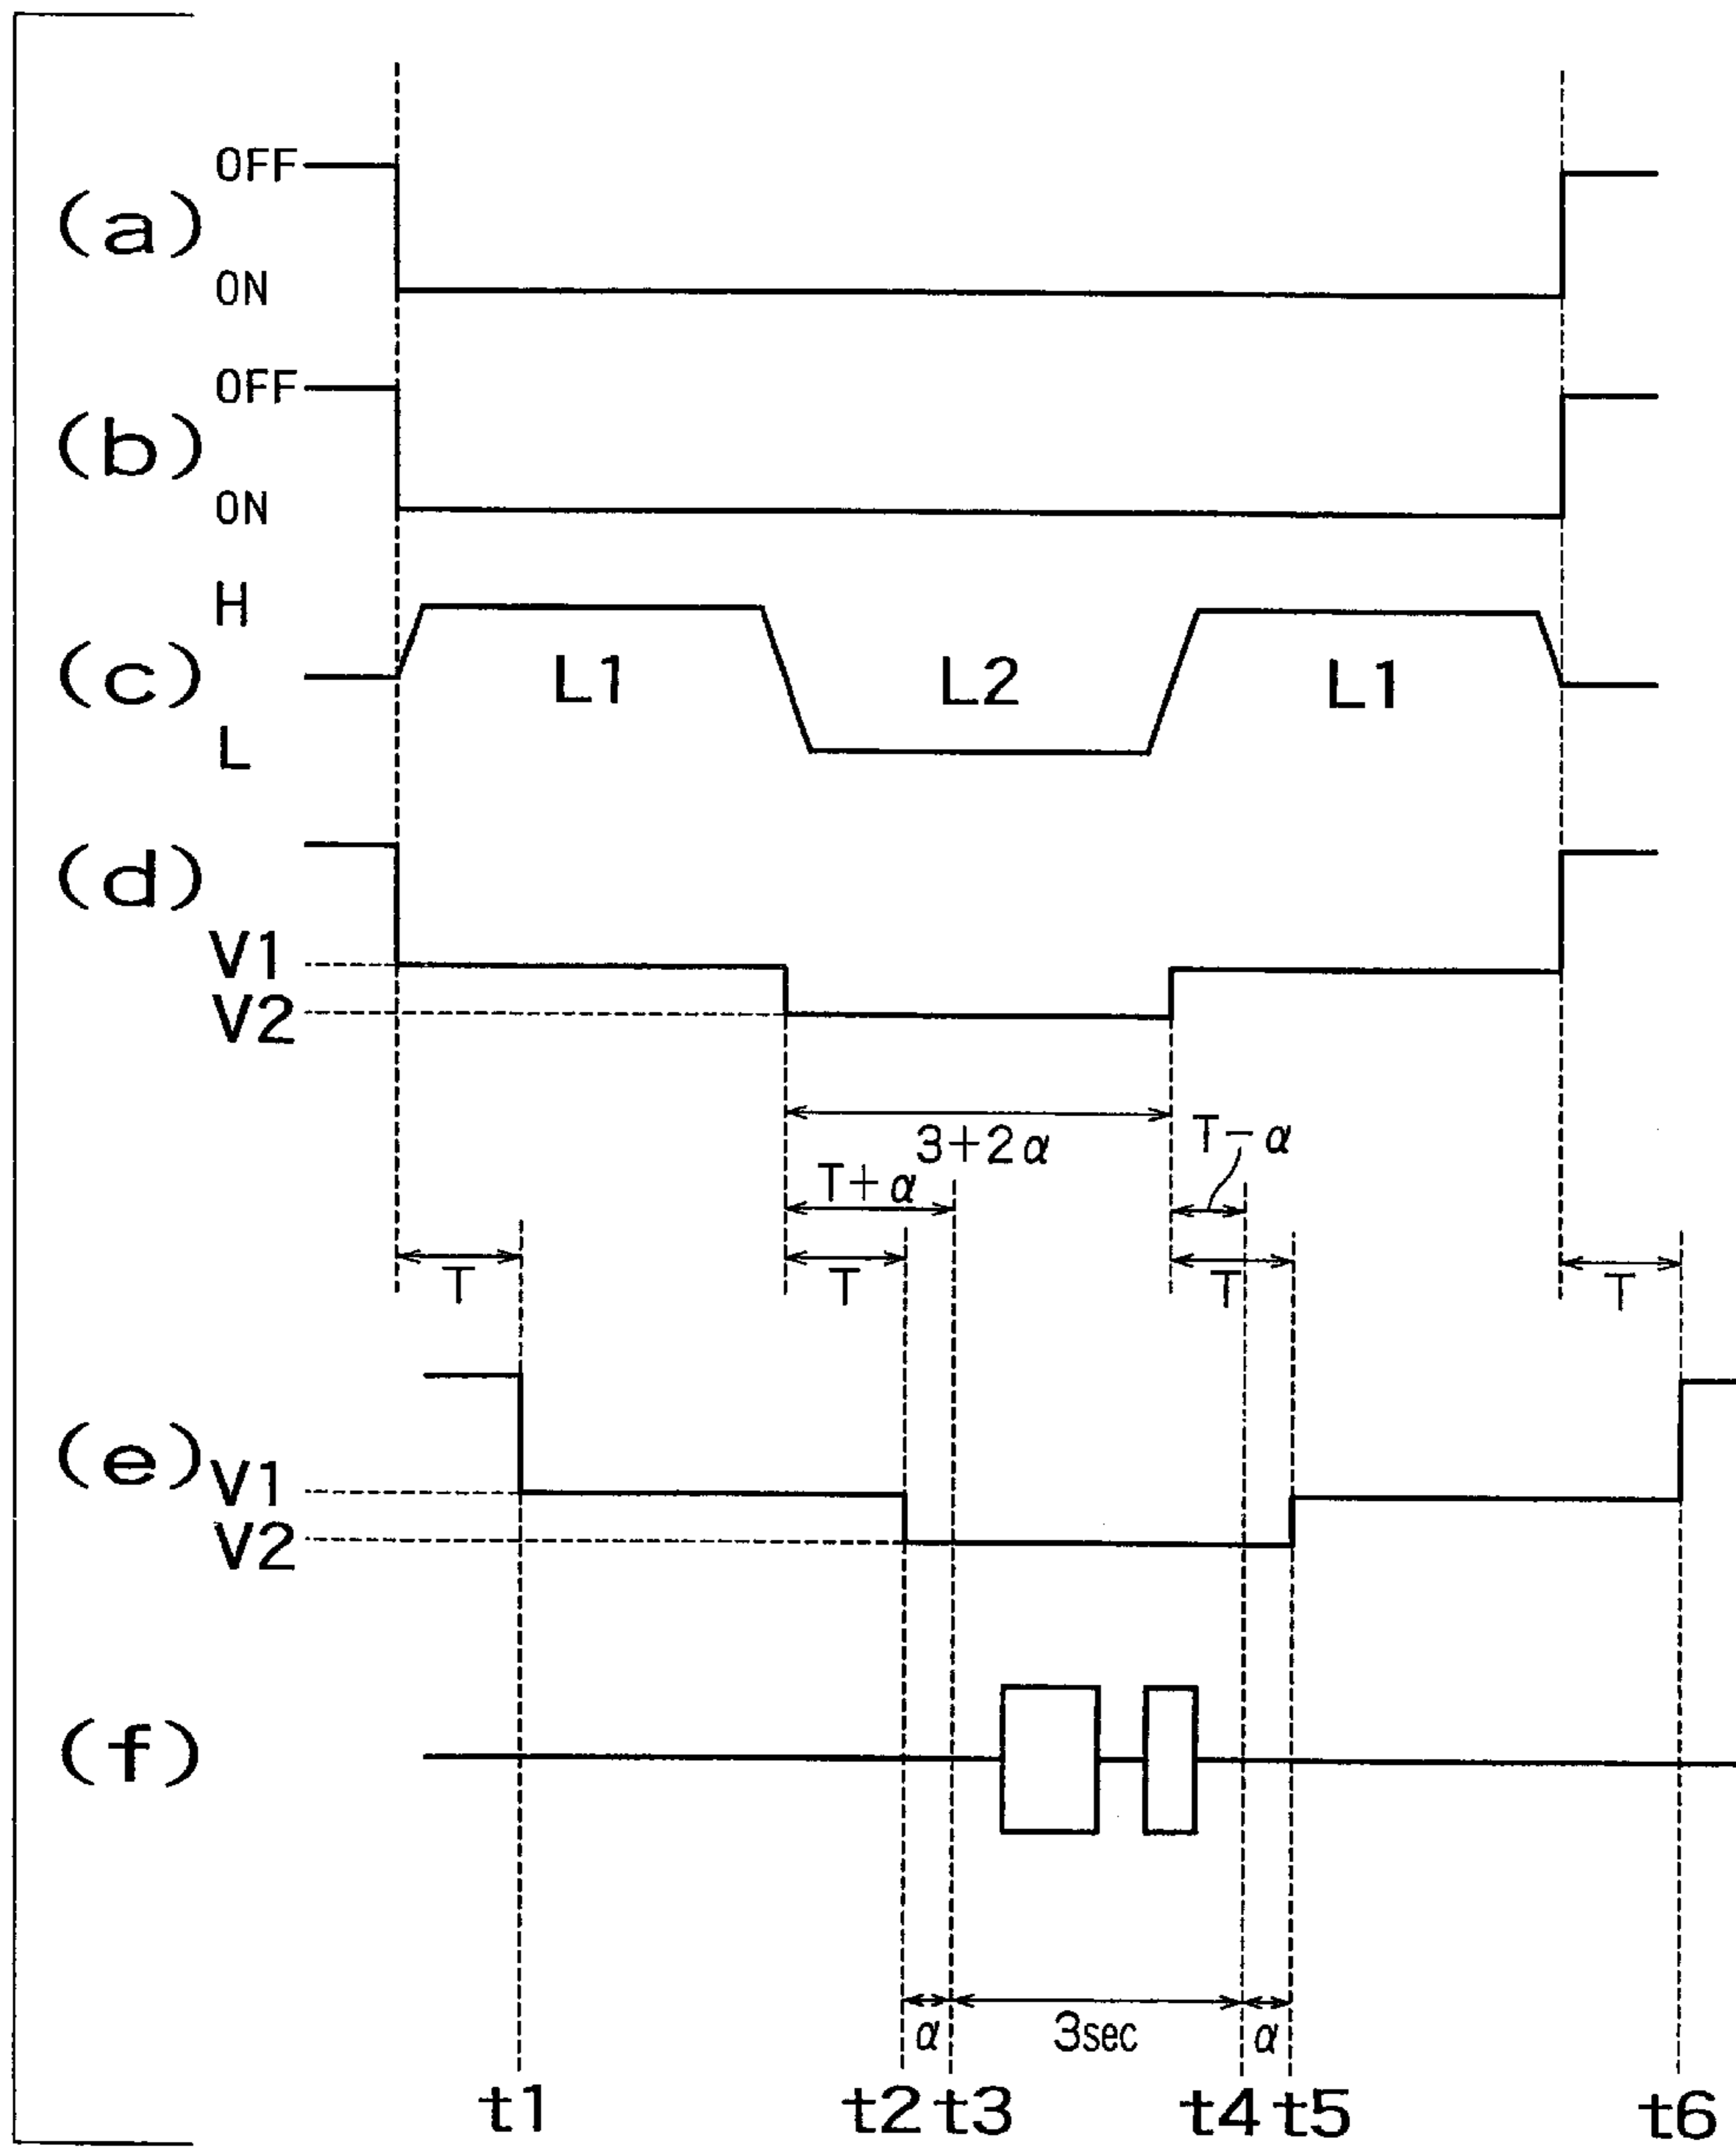 OFF
(a)
ON
OFF
(b)
ON
H
(c) L1 L2 L1
L
(d)
V1
V2
3+2α T-α
T+α
T T T T
(e) V1
V2
(f)
α 3sec α
t1 t2 t3 t4 t5 t6